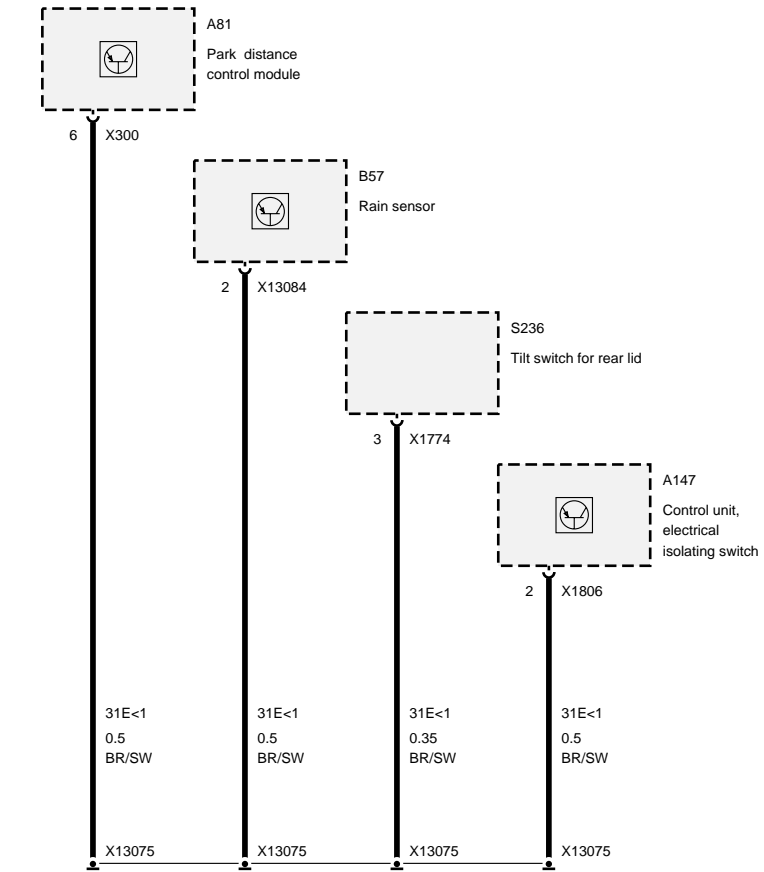 A81
Park distance
control module
6 X300
B57
Rain sensor
2 X13084
S236
Tilt switch for rear lid
3 X1774
A147
Control unit,
electrical
isolating switch
2 X1806
31E<1 31E<1 31E<1 31E<1
0.5 0.5 0.35 0.5
BR/SW BR/SW BR/SW BR/SW
X13075 X13075 X13075 X13075